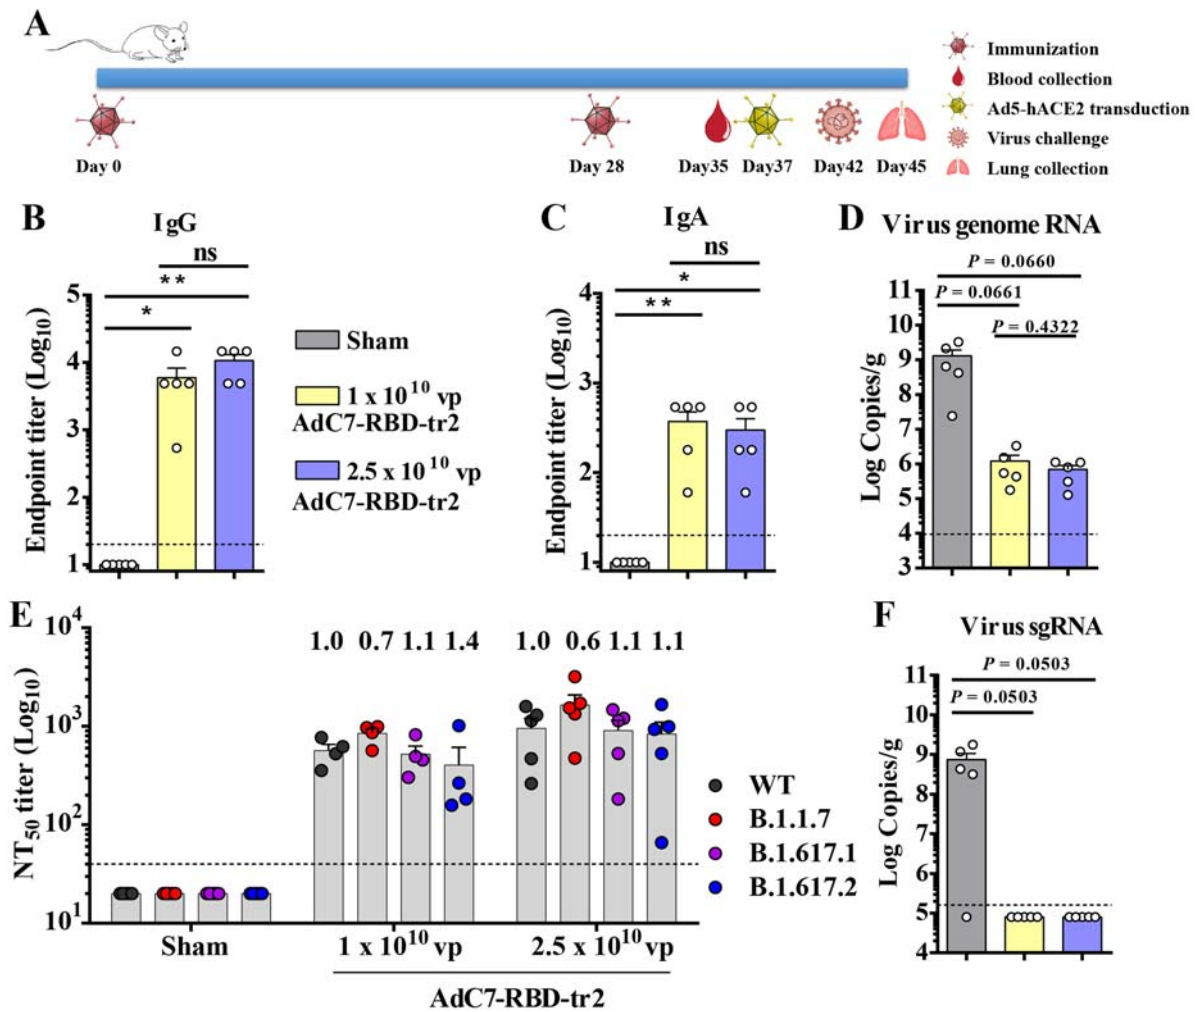 A
Immunization
Blood collection
Ad5-hACE2 transduction
Virus challenge
Lung collection
Day 0
Day 28
Day35
Day37
Day42
Day45
B
IgG
ns
**
*
Endpoint titer (Log10)
5
4
3
2
1
Sham
1 x 10^10 vp
AdC7-RBD-tr2
2.5 x 10^10 vp
AdC7-RBD-tr2
C
IgA
ns
*
**
Endpoint titer (Log10)
4
3
2
1
D
Virus genome RNA
P = 0.0660
P = 0.0661
P = 0.4322
Log Copies/g
11
10
9
8
7
6
5
4
3
E
NT50 titer (Log10)
10^4
10^3
10^2
10^1
1.0 0.7 1.1 1.4 1.0 0.6 1.1 1.1
WT
B.1.1.7
B.1.617.1
B.1.617.2
Sham
1 x 10^10 vp
2.5 x 10^10 vp
AdC7-RBD-tr2
F
Virus sgRNA
P = 0.0503
P = 0.0503
Log Copies/g
11
10
9
8
7
6
5
4